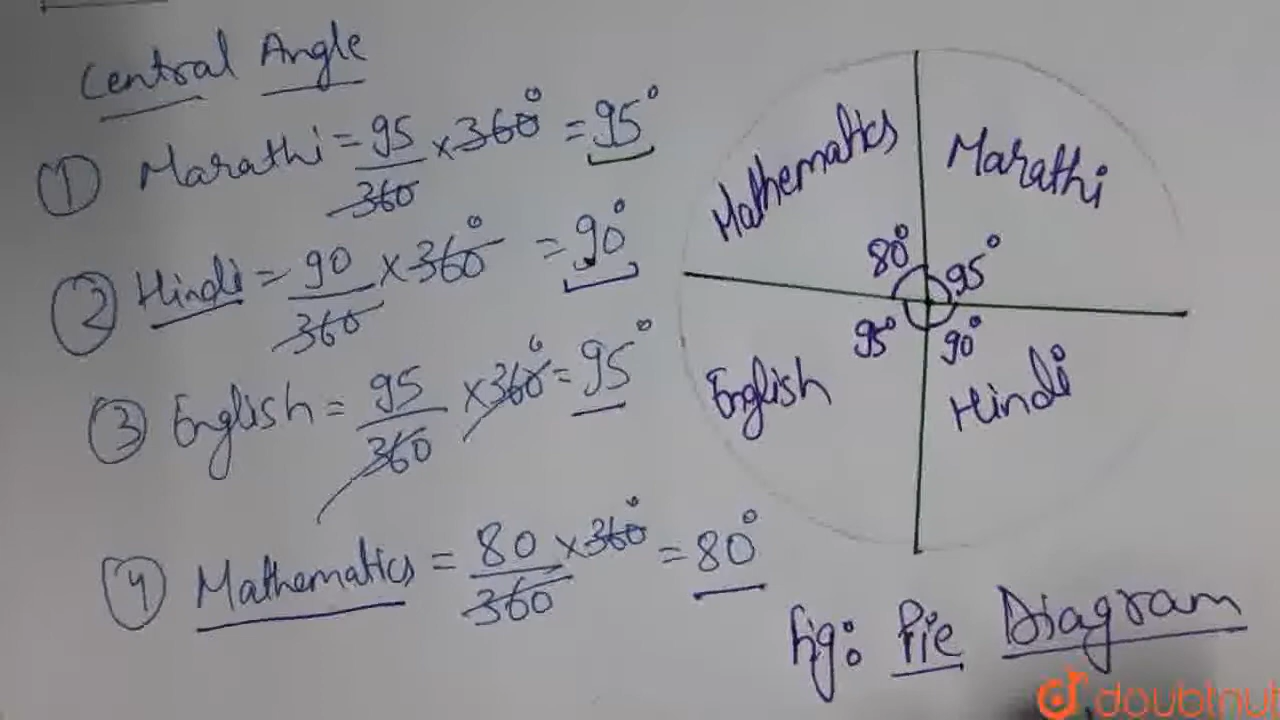 Central Angle
① Marathi = 95/360 × 360° = 95°
② Hindi = 90/360 × 360° = 90°
③ English = 95/360 × 360° = 95°
④ Mathematics = 80/360 × 360° = 80°
Mathematics Marathi
80° 95°
95° 90°
English Hindi
Fig: Pie Diagram
doubtnut